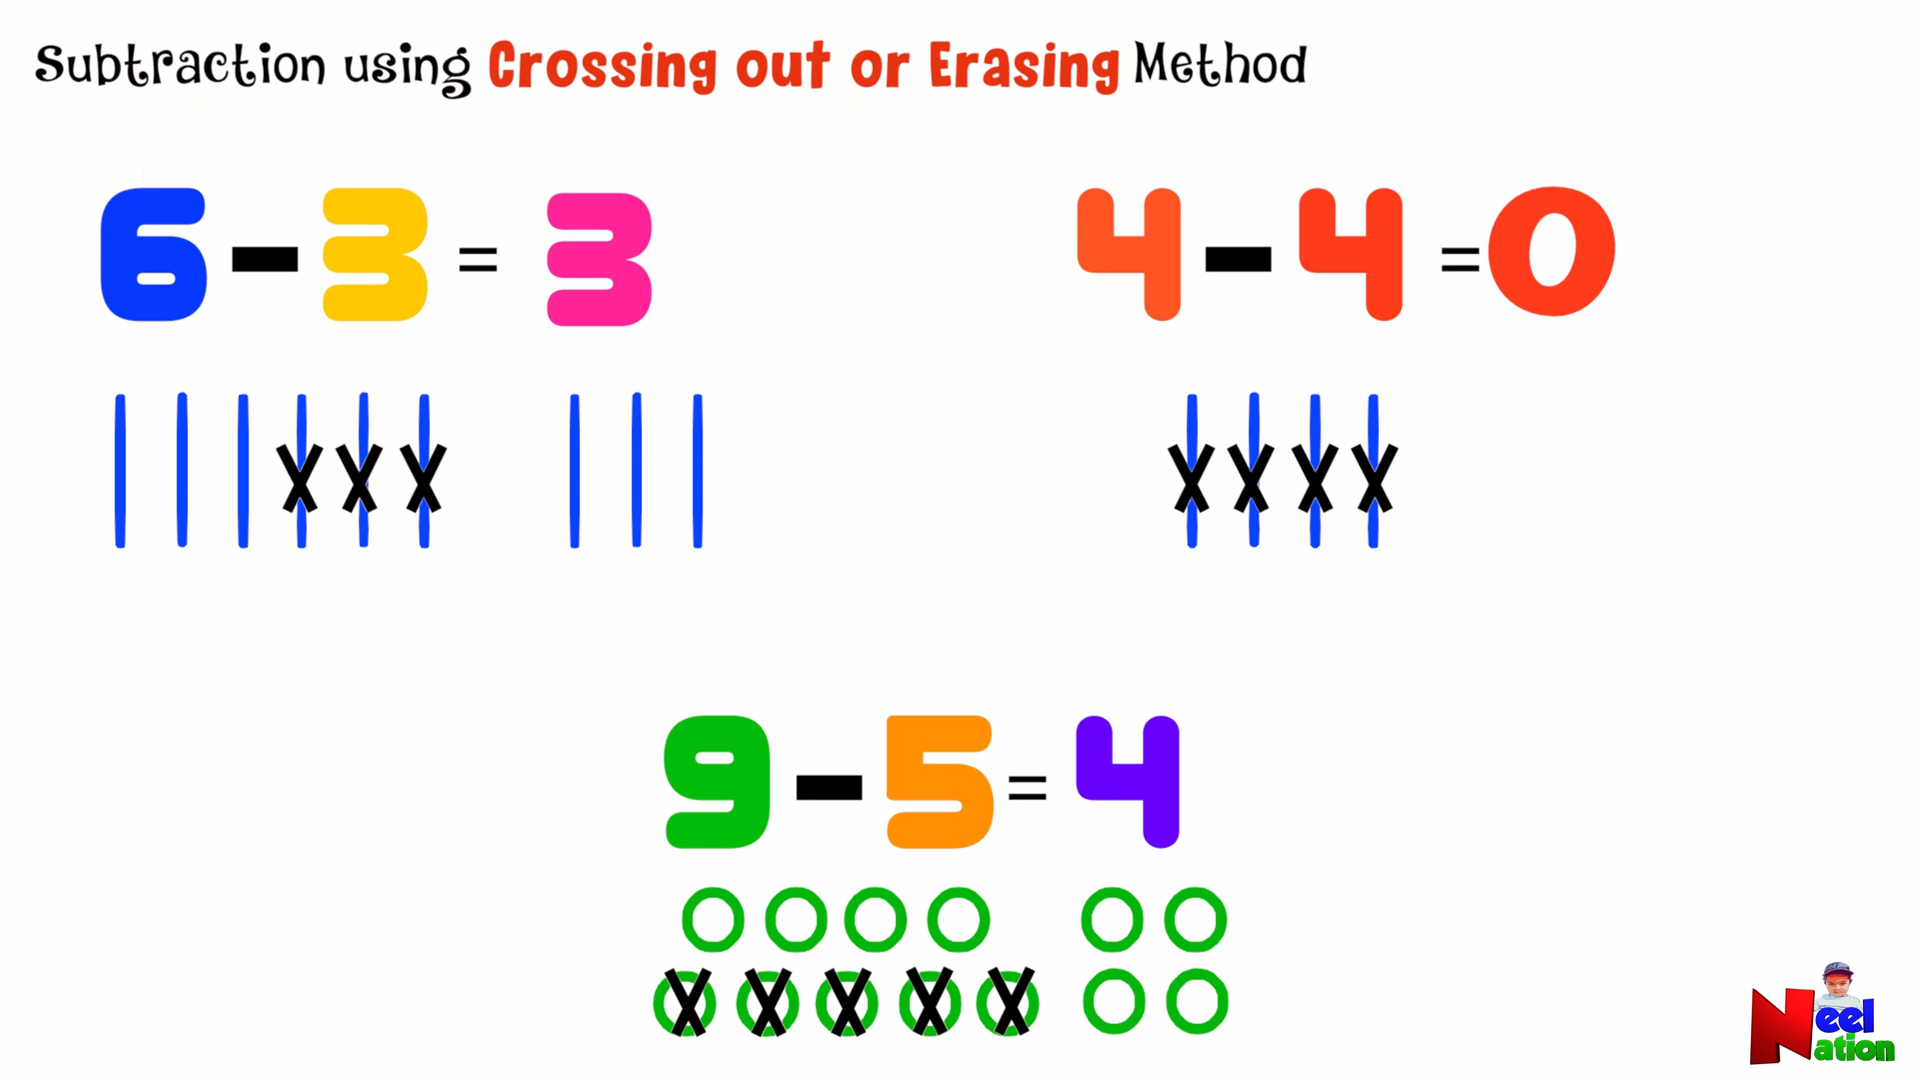 Subtraction using Crossing out or Erasing Method
6 - 3 = 3
4 - 4 = 0
9 - 5 = 4
Neel
Nation